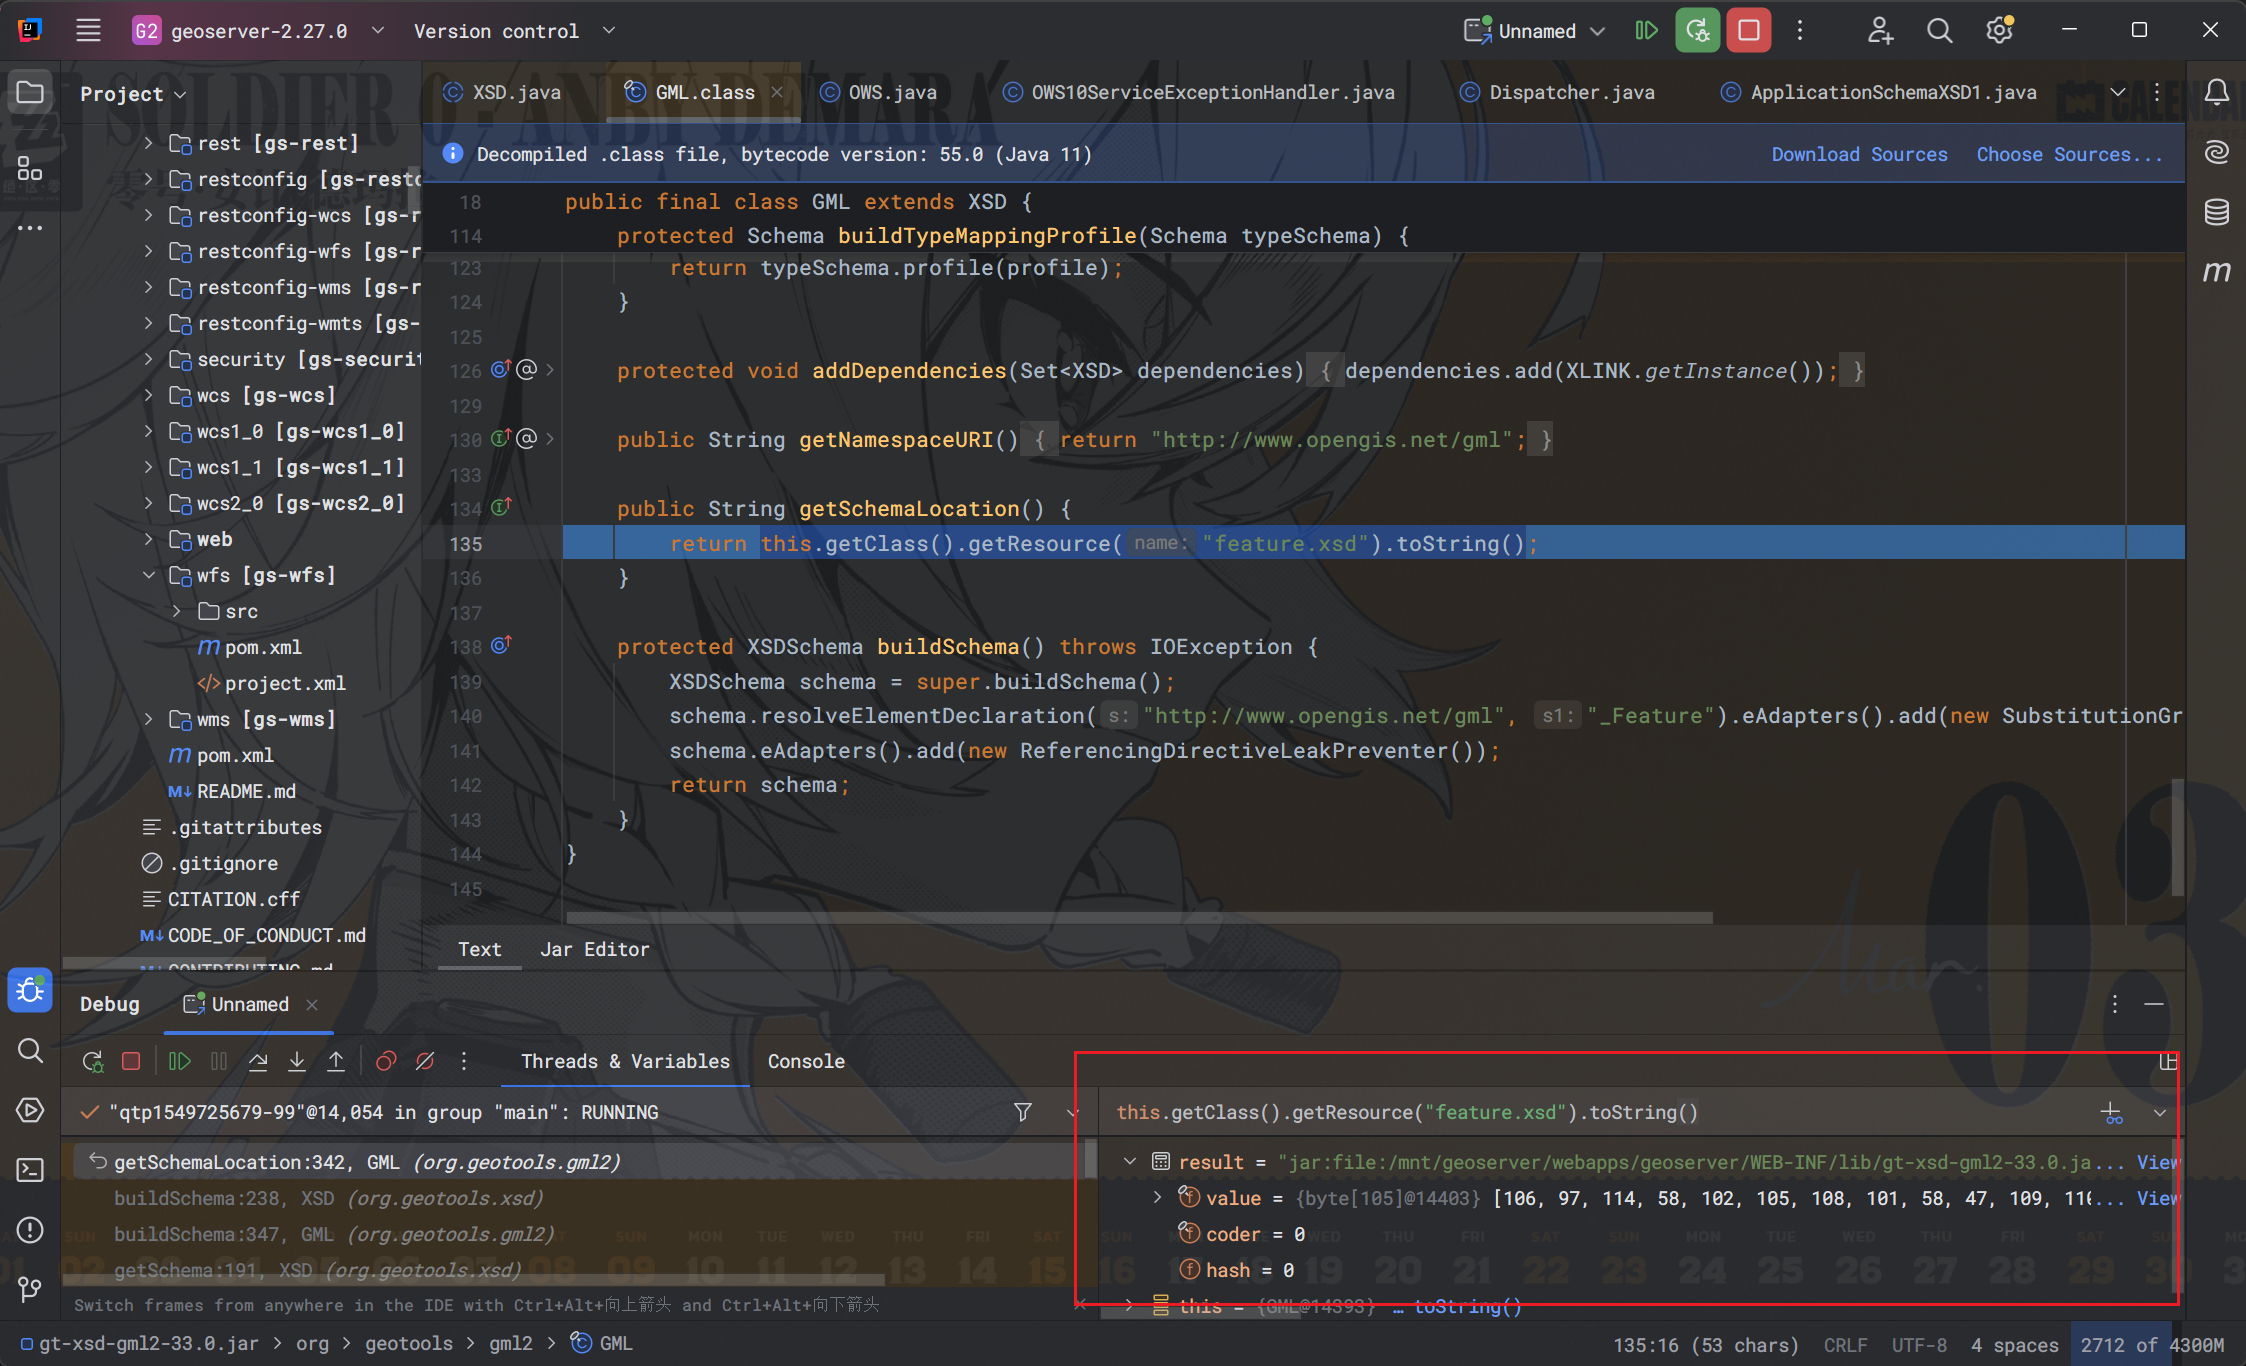 G2 geoserver-2.27.0 Version control Unnamed
Project
XSD.java GML.class OWS.java OWS10ServiceExceptionHandler.java Dispatcher.java ApplicationSchemaXSD1.java
Decompiled .class file, bytecode version: 55.0 (Java 11) Download Sources Choose Sources...
rest [gs-rest]
restconfig [gs-restc
restconfig-wcs [gs-r
restconfig-wfs [gs-r
restconfig-wms [gs-r
restconfig-wmts [gs-
security [gs-securit
wcs [gs-wcs]
wcs1_0 [gs-wcs1_0]
wcs1_1 [gs-wcs1_1]
wcs2_0 [gs-wcs2_0]
web
wfs [gs-wfs]
src
pom.xml
project.xml
wms [gs-wms]
pom.xml
README.md
.gitattributes
.gitignore
CITATION.cff
CODE_OF_CONDUCT.md
CONTRIBUTING.md
18 public final class GML extends XSD {
114 protected Schema buildTypeMappingProfile(Schema typeSchema) {
123 return typeSchema.profile(profile);
124 }
125
126 protected void addDependencies(Set<XSD> dependencies) { dependencies.add(XLINK.getInstance()); }
129
130 public String getNamespaceURI() { return "http://www.opengis.net/gml"; }
133
134 public String getSchemaLocation() {
135 return this.getClass().getResource( name: "feature.xsd").toString();
136 }
137
138 protected XSDSchema buildSchema() throws IOException {
139 XSDSchema schema = super.buildSchema();
140 schema.resolveElementDeclaration( s: "http://www.opengis.net/gml", s1: "_Feature").eAdapters().add(new SubstitutionGr
141 schema.eAdapters().add(new ReferencingDirectiveLeakPreventer());
142 return schema;
143 }
144 }
145
Text Jar Editor
Debug Unnamed
Threads & Variables Console
"qtp1549725679-99"@14,054 in group "main": RUNNING
getSchemaLocation:342, GML (org.geotools.gml2)
buildSchema:238, XSD (org.geotools.xsd)
buildSchema:347, GML (org.geotools.gml2)
getSchema:191, XSD (org.geotools.xsd)
Switch frames from anywhere in the IDE with Ctrl+Alt+向上箭头 and Ctrl+Alt+向下箭头
this.getClass().getResource("feature.xsd").toString()
result = "jar:file:/mnt/geoserver/webapps/geoserver/WEB-INF/lib/gt-xsd-gml2-33.0.ja... View
value = {byte[105]@14403} [106, 97, 114, 58, 102, 105, 108, 101, 58, 47, 109, 110... View
coder = 0
hash = 0
this = {GML@14393} ... toString()
gt-xsd-gml2-33.0.jar > org > geotools > gml2 > GML
135:16 (53 chars) CRLF UTF-8 4 spaces 2712 of 4300M
SOLDIER 0 - ANBY DEMARA
CALENDAR
Mar.
03